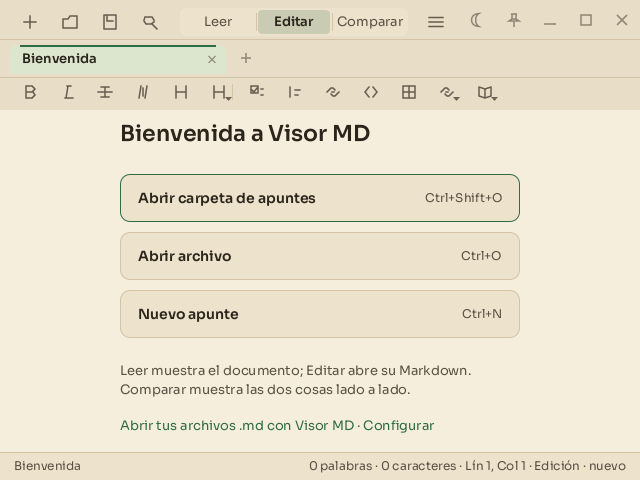 Leer Editar Comparar
Bienvenida
Bienvenida a Visor MD
Abrir carpeta de apuntes Ctrl+Shift+O
Abrir archivo Ctrl+O
Nuevo apunte Ctrl+N
Leer muestra el documento; Editar abre su Markdown.
Comparar muestra las dos cosas lado a lado.
Abrir tus archivos .md con Visor MD · Configurar
Bienvenida 0 palabras · 0 caracteres · Lín 1, Col 1 · Edición · nuevo